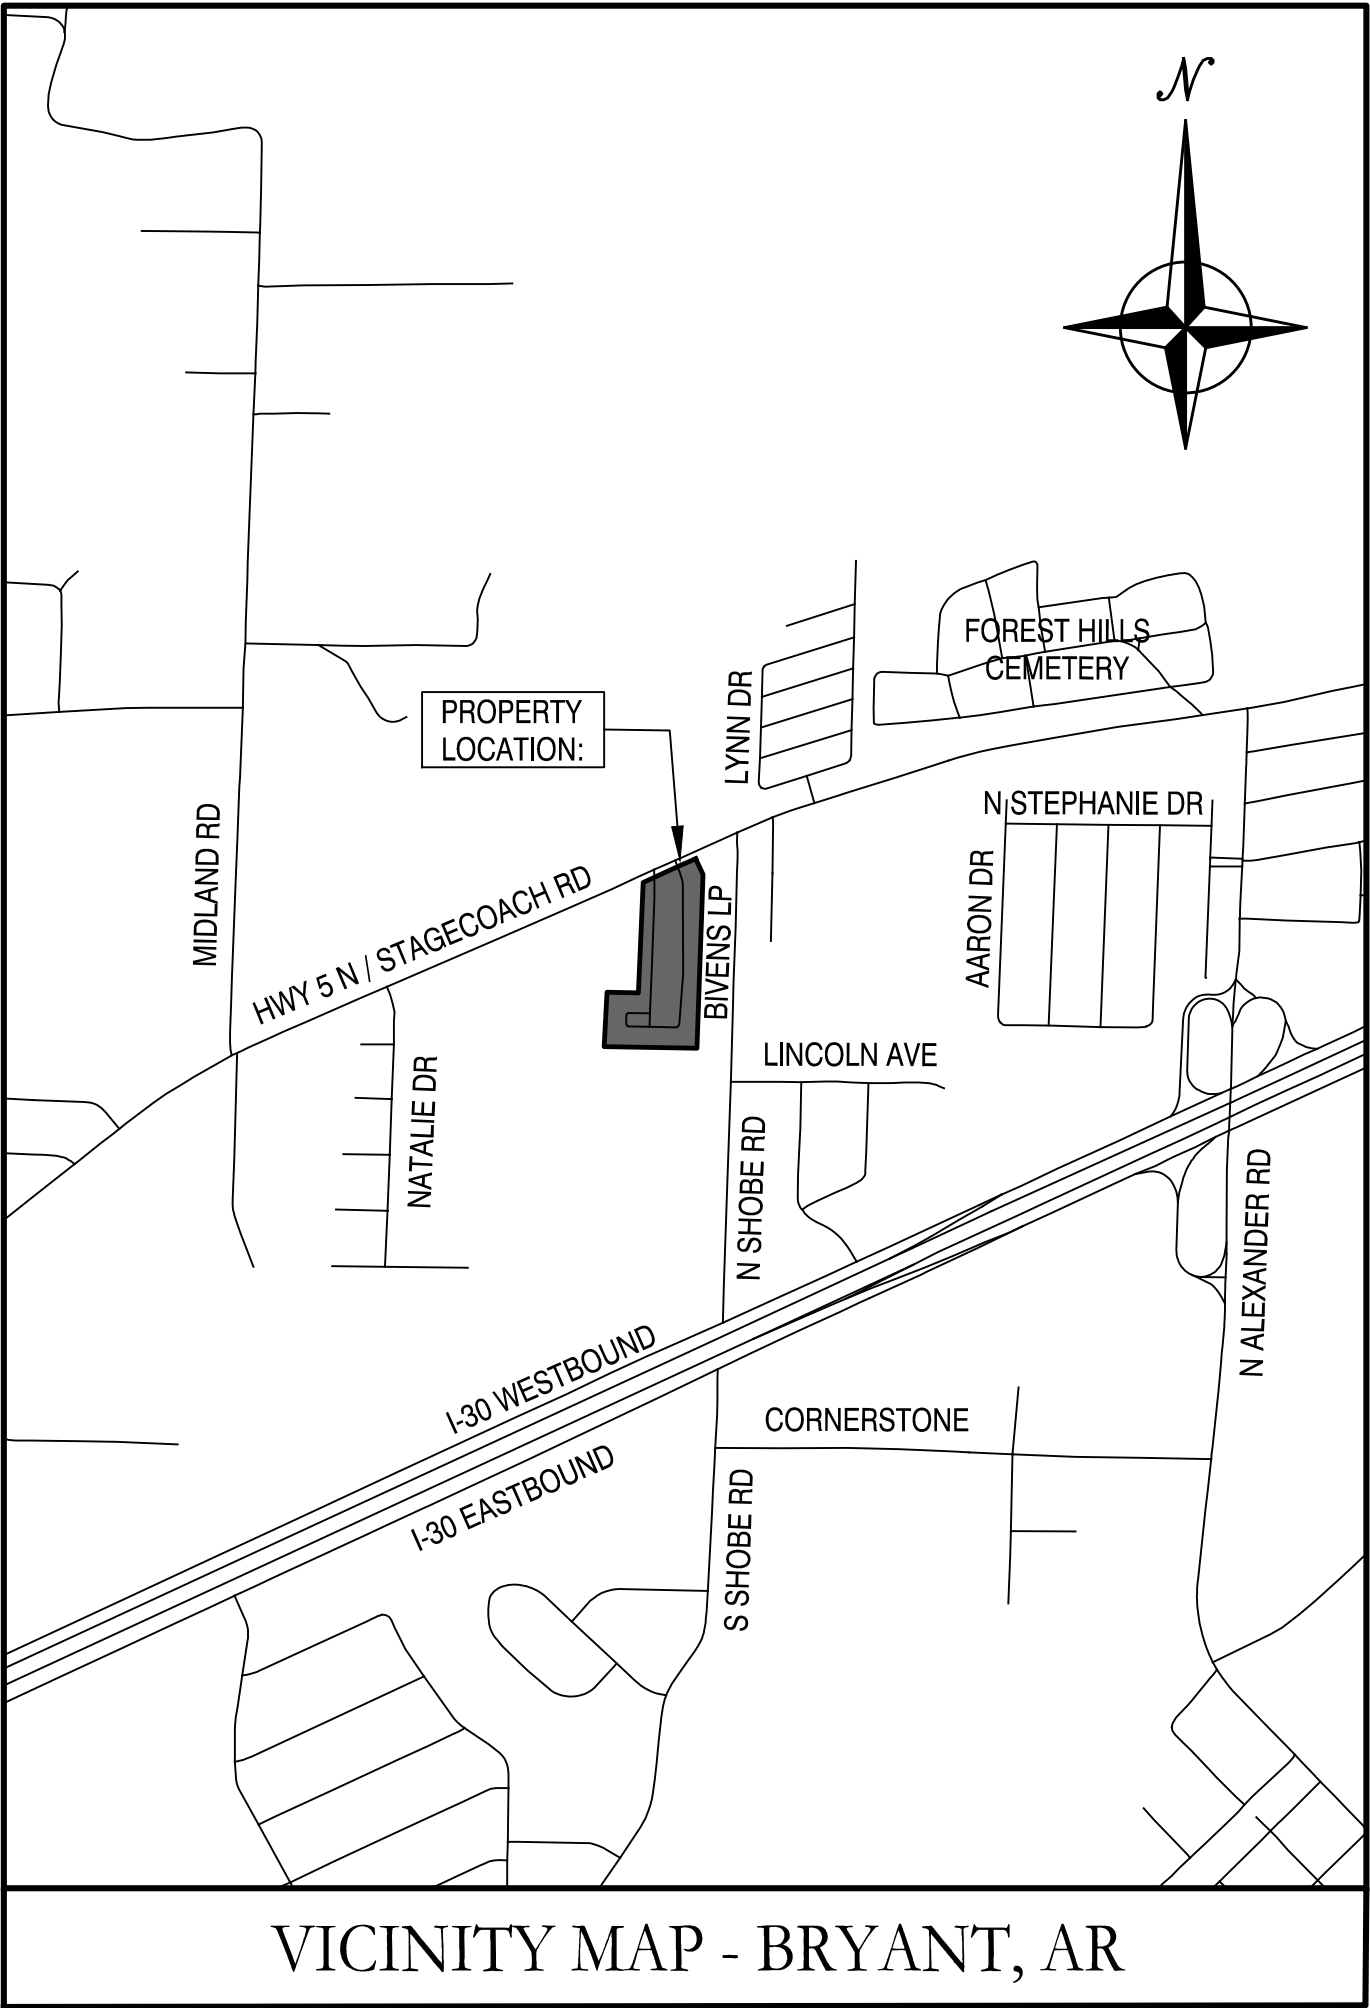 N
FOREST HILLS
CEMETERY
PROPERTY
LOCATION:
LYNN DR
N STEPHANIE DR
MIDLAND RD
HWY 5 N / STAGECOACH RD
BIVENS LP
AARON DR
LINCOLN AVE
NATALIE DR
N SHOBE RD
N ALEXANDER RD
I-30 WESTBOUND
CORNERSTONE
I-30 EASTBOUND
S SHOBE RD
VICINITY MAP - BRYANT, AR